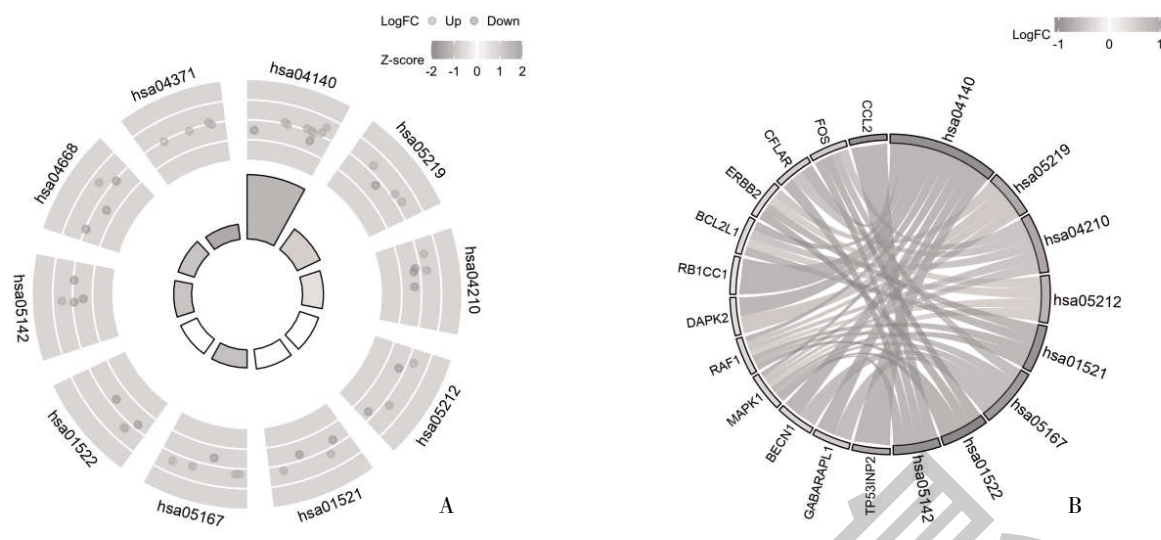 LogFC Up Down
Z-score
-2 -1 0 1 2
hsa04140
hsa05219
hsa04210
hsa05212
hsa01521
hsa05167
hsa01522
hsa05142
hsa04668
hsa04371
A
LogFC
-1 0 1
hsa04140
hsa05219
hsa04210
hsa05212
hsa01521
hsa05167
hsa01522
hsa05142
TP53INP2
GABARAPL1
BECN1
MAPK1
RAF1
DAPK2
RB1CC1
BCL2L1
ERBB2
CFLAR
FOS
CCL2
B